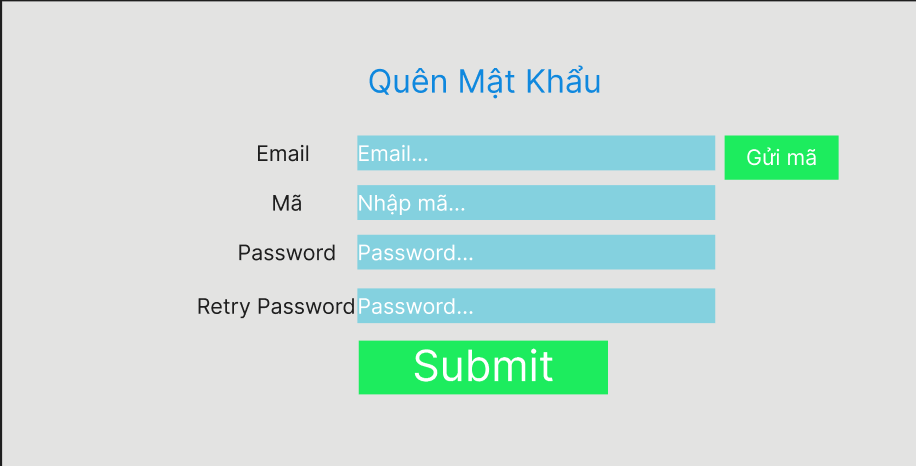 Quên Mật Khẩu
Email Email... Gửi mã
Mã Nhập mã...
Password Password...
Retry Password Password...
Submit